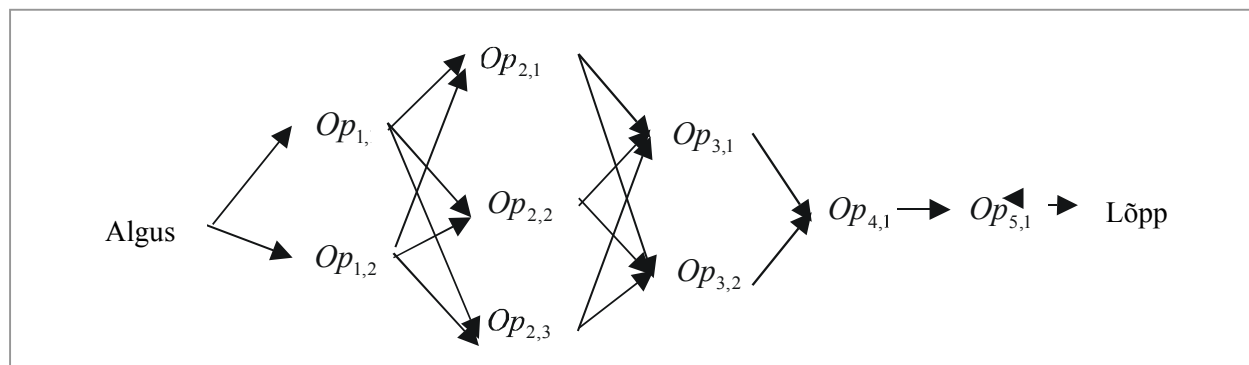 Algus
Op1,
Op1,2
Op2,1
Op2,2
Op2,3
Op3,1
Op3,2
Op4,1
Op5,1
Lõpp